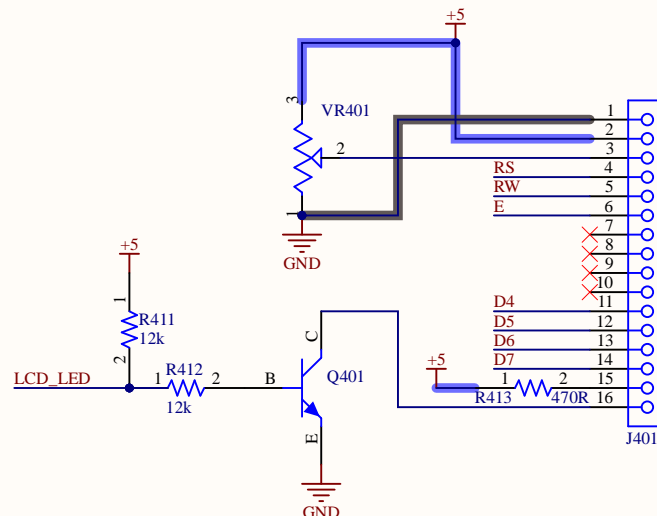 +5
3
VR401
1
2
2
3
RS
4
RW
5
1
E
6
7
GND
8
+5
9
10
1
D4
11
R411
C
D5
12
12k
2
D6
13
+5
D7
14
R412
Q401
LCD_LED
1
2
B
1
2
15
12k
R413
470R
16
E
J401
GND